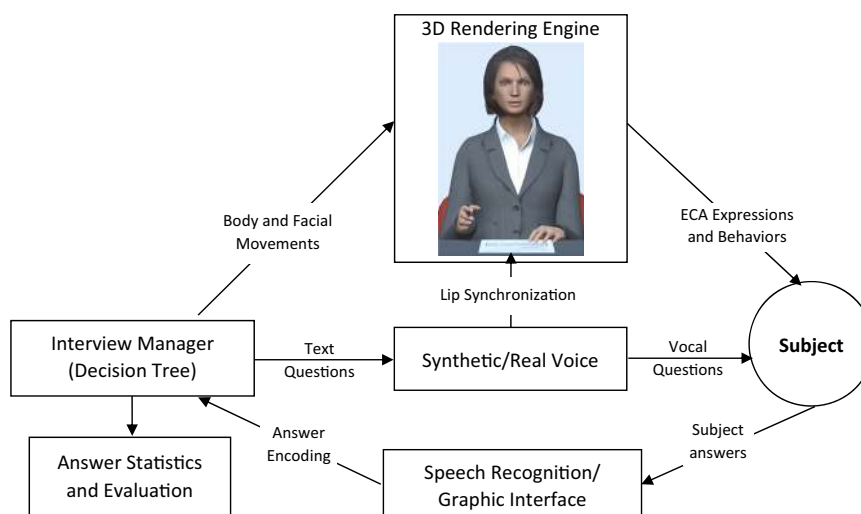 3D Rendering Engine
Body and Facial
Movements
ECA Expressions
and Behaviors
Lip Synchronization
Interview Manager
(Decision Tree)
Text
Questions
Synthetic/Real Voice
Vocal
Questions
Subject
Answer
Encoding
Subject
answers
Answer Statistics
and Evaluation
Speech Recognition/
Graphic Interface